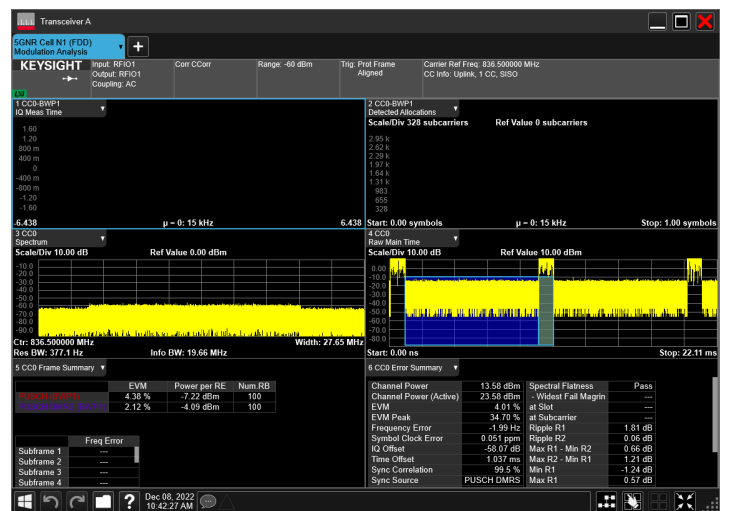 Transceiver A
5GNR Cell N1 (FDD)
Modulation Analysis
KEYSIGHT
Input: RFIO1
Output: RFIO1
Coupling: AC
Corr CCorr
Range: -60 dBm
Trig: Prot Frame
Aligned
Carrier Ref Freq: 836.500000 MHz
CC Info: Uplink, 1 CC, SISO
LXI
1 CC0-BWP1
IQ Meas Time
1.60
1.20
800 m
400 m
0
-400 m
-800 m
-1.20
-1.60
-6.438
μ = 0: 15 kHz
6.438
2 CC0-BWP1
Detected Allocations
Scale/Div 328 subcarriers
Ref Value 0 subcarriers
2.95 k
2.62 k
2.29 k
1.97 k
1.64 k
1.31 k
983
655
328
Start: 0.00 symbols
μ = 0: 15 kHz
Stop: 1.00 symbols
3 CC0
Spectrum
Scale/Div 10.00 dB
Ref Value 0.00 dBm
-10.0
-20.0
-30.0
-40.0
-50.0
-60.0
-70.0
-80.0
-90.0
Ctr: 836.500000 MHz
Width: 27.65 MHz
Res BW: 377.1 Hz
Info BW: 19.66 MHz
4 CC0
Raw Main Time
Scale/Div 10.00 dB
Ref Value 10.00 dBm
0.00
-10.0
-20.0
-30.0
-40.0
-50.0
-60.0
-70.0
-80.0
Start: 0.00 ns
Stop: 22.11 ms
5 CC0 Frame Summary
EVM Power per RE Num.RB
PUSCH (BWP1) 4.38 % -7.22 dBm 100
2.12 % -4.09 dBm 100
Freq Error
Subframe 1 ---
Subframe 2 ---
Subframe 3 ---
Subframe 4 ---
6 CC0 Error Summary
Channel Power 13.58 dBm Spectral Flatness Pass
Channel Power (Active) 23.58 dBm - Widest Fail Magrin ---
EVM 4.01 % at Slot ---
EVM Peak 34.70 % at Subcarrier ---
Frequency Error -1.99 Hz Ripple R1 1.81 dB
Symbol Clock Error 0.051 ppm Ripple R2 0.06 dB
IQ Offset -58.07 dB Max R1 - Min R2 0.66 dB
Time Offset 1.037 ms Max R2 - Min R1 1.21 dB
Sync Correlation 99.5 % Min R1 -1.24 dB
Sync Source PUSCH DMRS Max R1 0.57 dB
Dec 08, 2022
10:42:27 AM